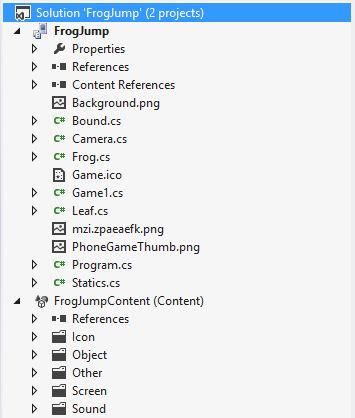 Solution 'FrogJump' (2 projects)
FrogJump
Properties
References
Content References
Background.png
C# Bound.cs
C# Camera.cs
C# Frog.cs
Game.ico
C# Game1.cs
C# Leaf.cs
mzi.zpaeaefk.png
PhoneGameThumb.png
C# Program.cs
C# Statics.cs
FrogJumpContent (Content)
References
Icon
Object
Other
Screen
Sound